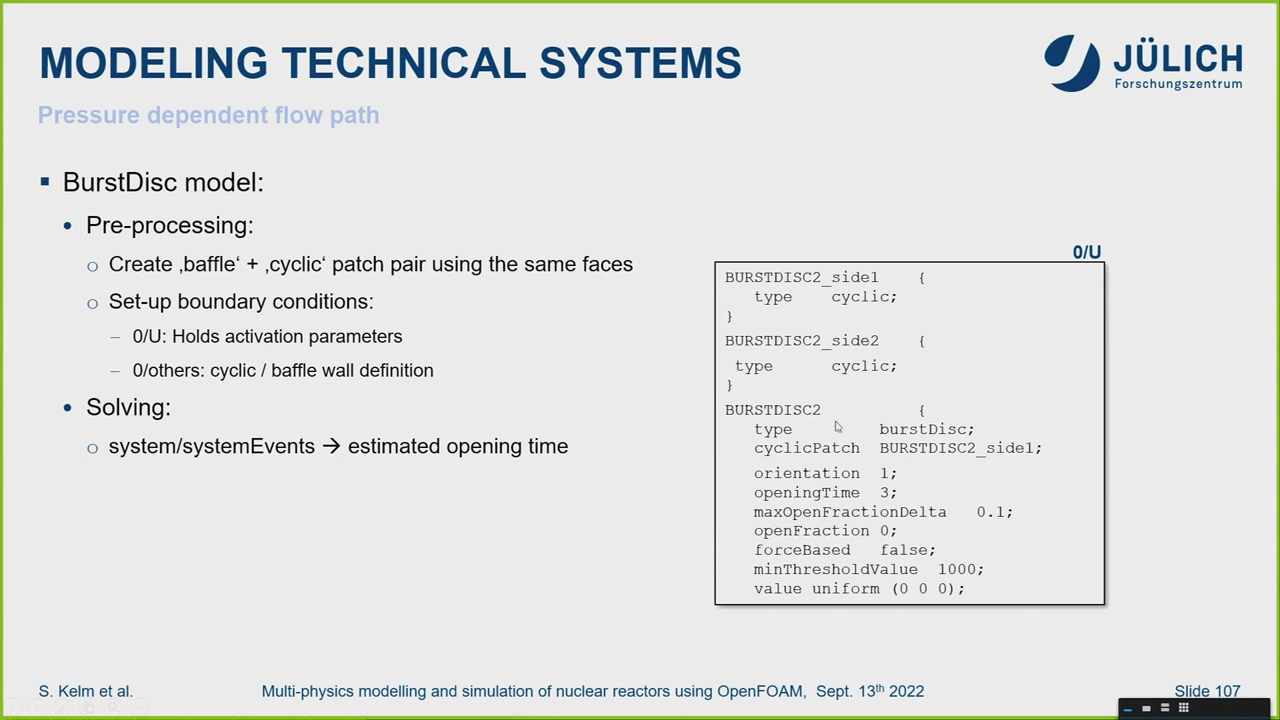 MODELING TECHNICAL SYSTEMS
JÜLICH
Forschungszentrum
Pressure dependent flow path
▪ BurstDisc model:
• Pre-processing:
o Create ‚baffle‘ + ‚cyclic‘ patch pair using the same faces
o Set-up boundary conditions:
– 0/U: Holds activation parameters
– 0/others: cyclic / baffle wall definition
• Solving:
o system/systemEvents → estimated opening time
0/U
BURSTDISC2_side1 {
type cyclic;
}
BURSTDISC2_side2 {
type cyclic;
}
BURSTDISC2 {
type burstDisc;
cyclicPatch BURSTDISC2_side1;
orientation 1;
openingTime 3;
maxOpenFractionDelta 0.1;
openFraction 0;
forceBased false;
minThresholdValue 1000;
value uniform (0 0 0);
S. Kelm et al.
Multi-physics modelling and simulation of nuclear reactors using OpenFOAM, Sept. 13th 2022
Slide 107